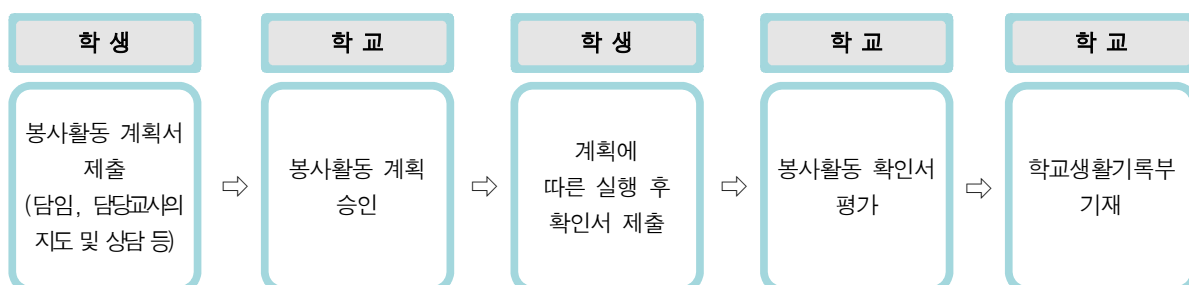 학 생
학 교
학 생
학 교
학 교
봉사활동 계획서
제출
(담임, 담당교사의
지도 및 상담 등)
⇨
봉사활동 계획
승인
⇨
계획에
따른 실행 후
확인서 제출
⇨
봉사활동 확인서
평가
⇨
학교생활기록부
기재